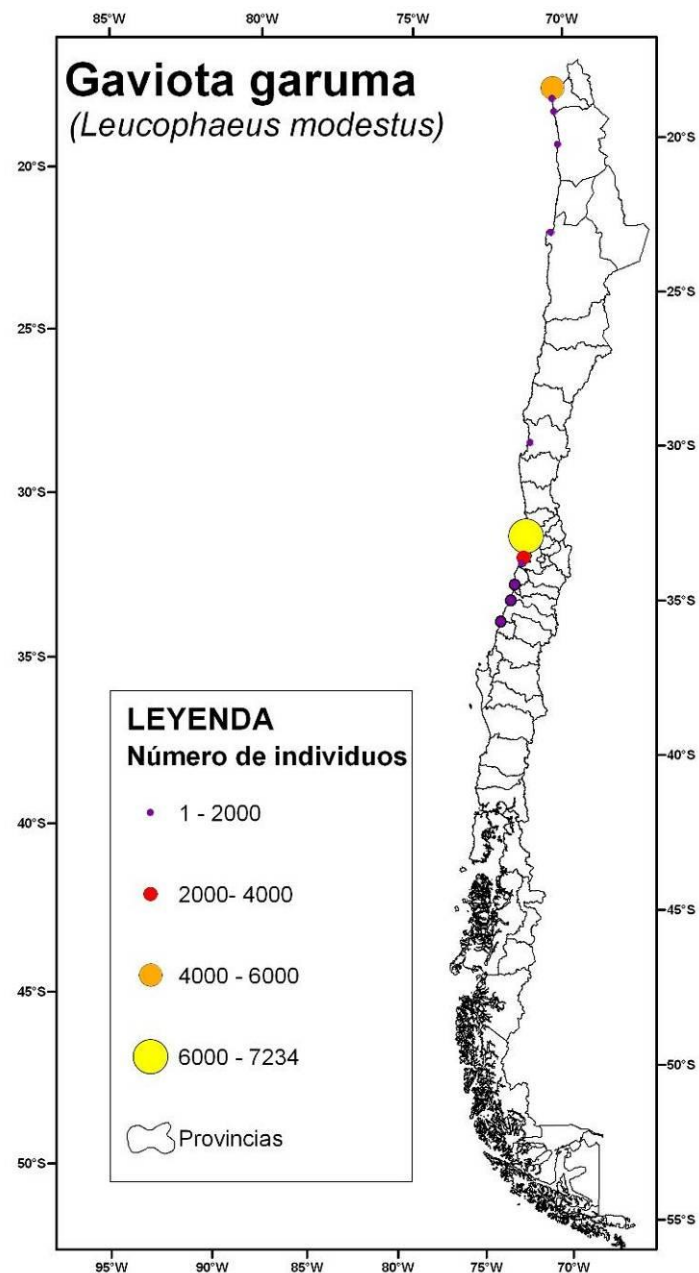 85°W 80°W 75°W 70°W
Gaviota garuma
(Leucophaeus modestus)
20°S
20°S
25°S
25°S
30°S
30°S
35°S
35°S
LEYENDA
Número de individuos
40°S
1 - 2000
40°S
2000- 4000
45°S
4000 - 6000
45°S
6000 - 7234
50°S
Provincias
50°S
55°S
95°W 90°W 85°W 80°W 75°W 70°W